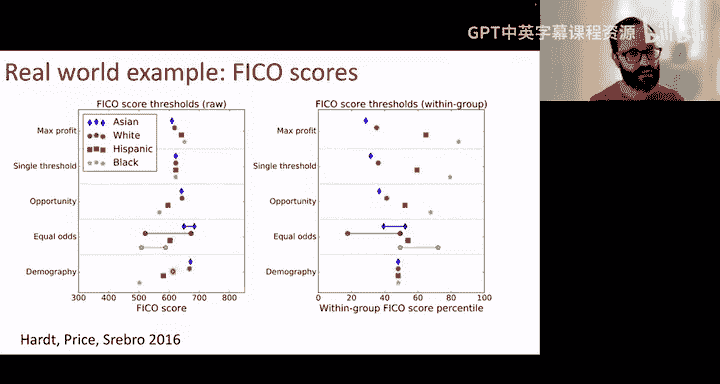 GPT中英字幕课程资源
Real world example: FICO scores
FICO score thresholds (raw)
Asian
White
Hispanic
Black
Max profit
Single threshold
Opportunity
Equal odds
Demography
300 400 500 600 700 800
FICO score
FICO score thresholds (within-group)
Max profit
Single threshold
Opportunity
Equal odds
Demography
0 20 40 60 80 100
Within-group FICO score percentile
Hardt, Price, Srebro 2016